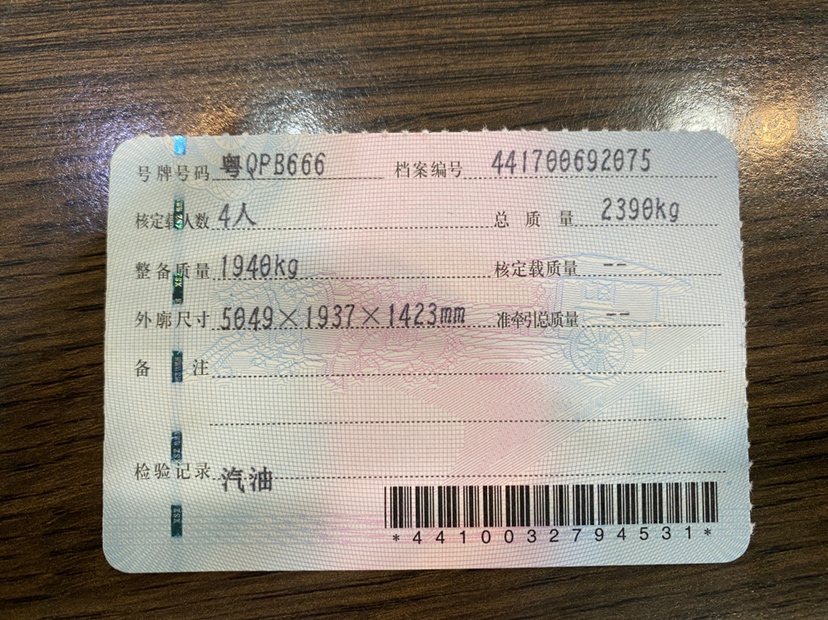 号牌号码 粤QPB666 档案编号 441700692075
核定载人数 4人 总质量 2390kg
整备质量 1940kg 核定载质量 --
外廓尺寸 5049×1937×1423mm 准牵引总质量 --
备注
检验记录 汽油
*4410032794531*